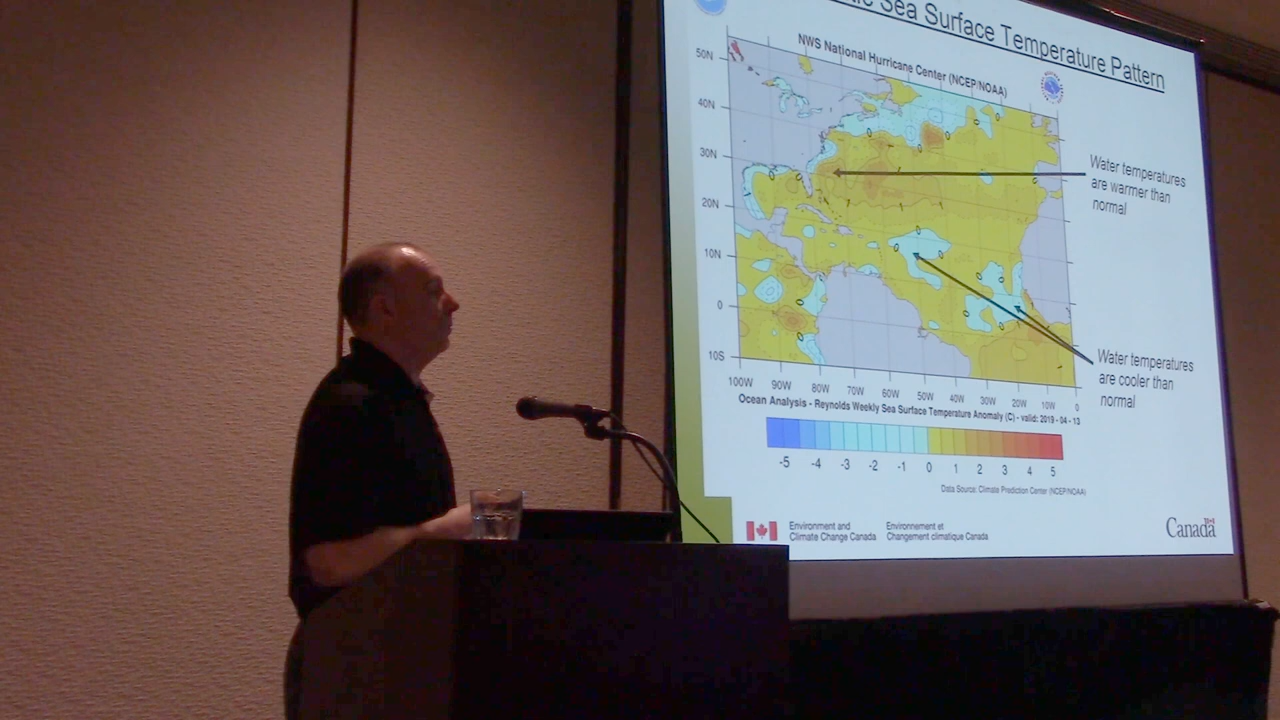 Sea Surface Temperature Pattern
NWS National Hurricane Center (NCEP/NOAA)
50N
40N
30N
20N
10N
0
10S
100W 90W 80W 70W 60W 50W 40W 30W 20W 10W 0
Water temperatures
are warmer than
normal
Water temperatures
are cooler than
normal
Ocean Analysis - Reynolds Weekly Sea Surface Temperature Anomaly (C) - valid: 2019 - 04 - 13
-5 -4 -3 -2 -1 0 1 2 3 4 5
Data Source: Climate Prediction Center (NCEP/NOAA)
Environment and
Climate Change Canada
Environnement et
Changement climatique Canada
Canada